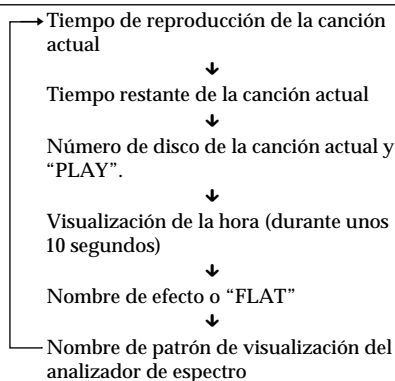 Tiempo de reproducción de la canción
actual
Tiempo restante de la canción actual
Número de disco de la canción actual y
“PLAY”.
Visualización de la hora (durante unos
10 segundos)
Nombre de efecto o “FLAT”
Nombre de patrón de visualización del
analizador de espectro